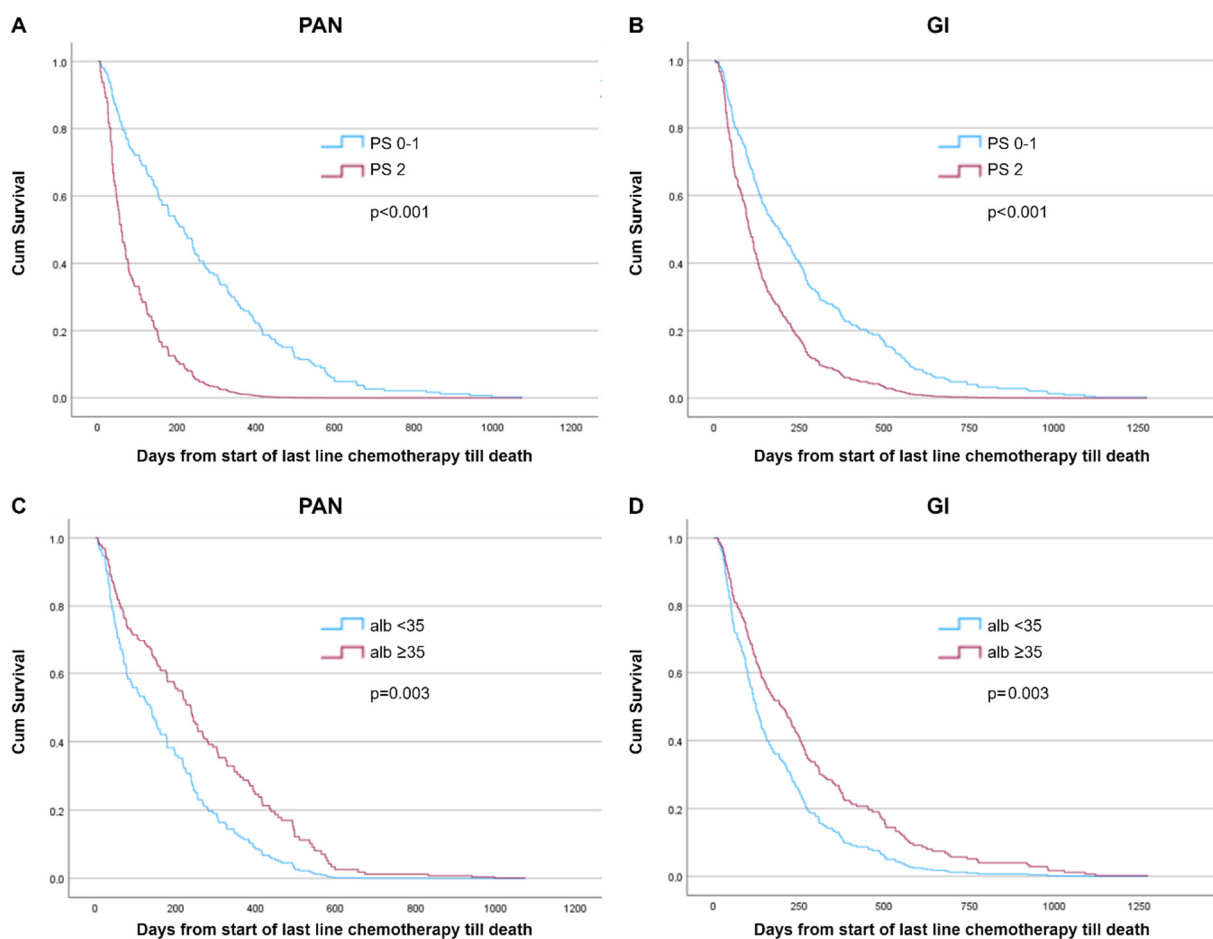 A
PAN
1.0
0.8
0.6
0.4
0.2
0.0
Cum Survival
PS 0-1
PS 2
p<0.001
0
200
400
600
800
1000
1200
Days from start of last line chemotherapy till death
B
GI
1.0
0.8
0.6
0.4
0.2
0.0
Cum Survival
PS 0-1
PS 2
p<0.001
0
250
500
750
1000
1250
Days from start of last line chemotherapy till death
C
PAN
1.0
0.8
0.6
0.4
0.2
0.0
Cum Survival
alb <35
alb ≥35
p=0.003
0
200
400
600
800
1000
1200
Days from start of last line chemotherapy till death
D
GI
1.0
0.8
0.6
0.4
0.2
0.0
Cum Survival
alb <35
alb ≥35
p=0.003
0
250
500
750
1000
1250
Days from start of last line chemotherapy till death